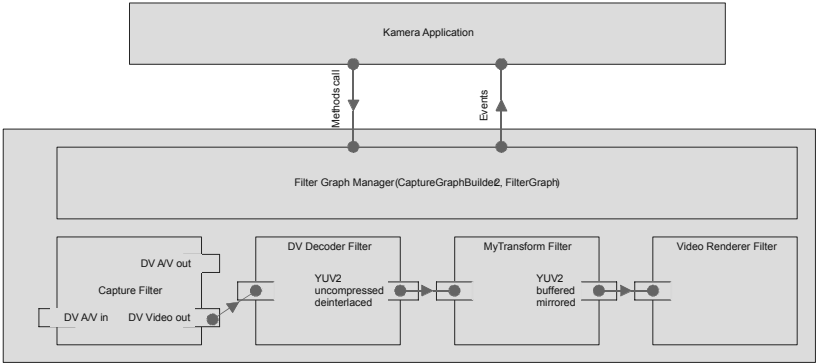 Kamera Application
Methods call
Events
Filter Graph Manager(CaptureGraphBuilder2, FilterGraph)
DV Decoder Filter
MyTransform Filter
Video Renderer Filter
DV A/V out
Capture Filter
DV A/V in
DV Video out
YUV2
uncompressed
deinterlaced
YUV2
buffered
mirrored